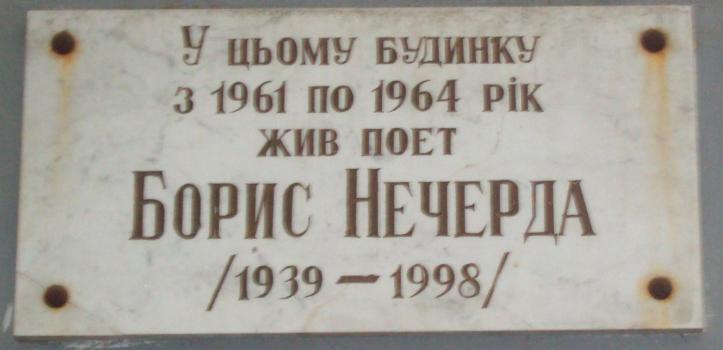 У цьому будинку
з 1961 по 1964 рік
жив поет
Борис Нечерда
/1939 — 1998/